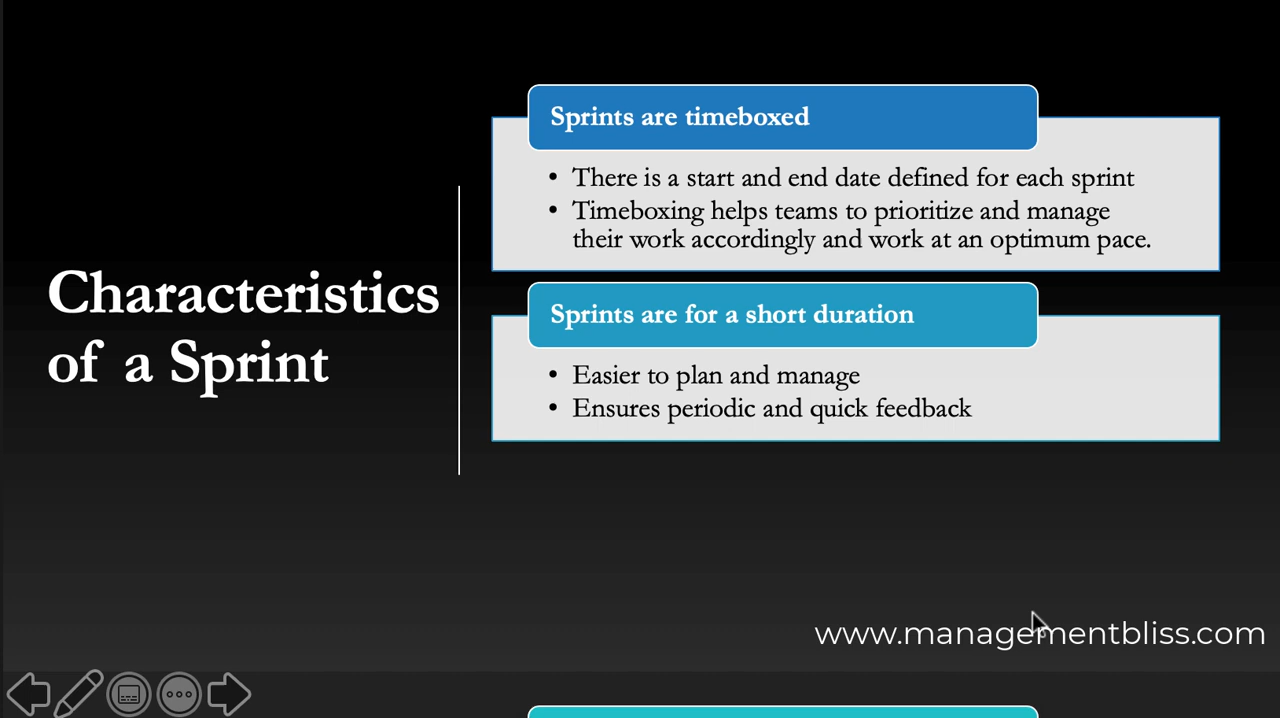 Characteristics
of a Sprint
Sprints are timeboxed
• There is a start and end date defined for each sprint
• Timeboxing helps teams to prioritize and manage
their work accordingly and work at an optimum pace.
Sprints are for a short duration
• Easier to plan and manage
• Ensures periodic and quick feedback
www.managementbliss.com